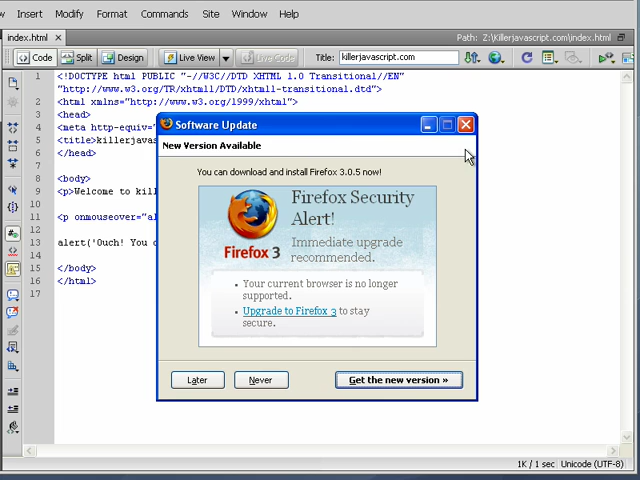 Insert Modify Format Commands Site Window Help
index.html × Path: Z:\Killerjavascript.com\index.html
Code Split Design Live View Live Code Title: killerjavascript.com
1 <!DOCTYPE html PUBLIC "-//W3C//DTD XHTML 1.0 Transitional//EN"
"http://www.w3.org/TR/xhtml1/DTD/xhtml1-transitional.dtd">
2 <html xmlns="http://www.w3.org/1999/xhtml">
3 <head>
4 <meta http-equiv="
5 <title>killerjavas
6 </head>
7
8 <body>
9 <p>Welcome to kill
10
11 <p onmouseover="al
12
13 alert('Ouch! You c
14
15 </body>
16 </html>
17
Software Update
New Version Available
You can download and install Firefox 3.0.5 now!
Firefox Security
Alert!
Immediate upgrade
recommended.
Firefox 3
• Your current browser is no longer
supported.
• Upgrade to Firefox 3 to stay
secure.
Later Never Get the new version »
1K / 1 sec Unicode (UTF-8)